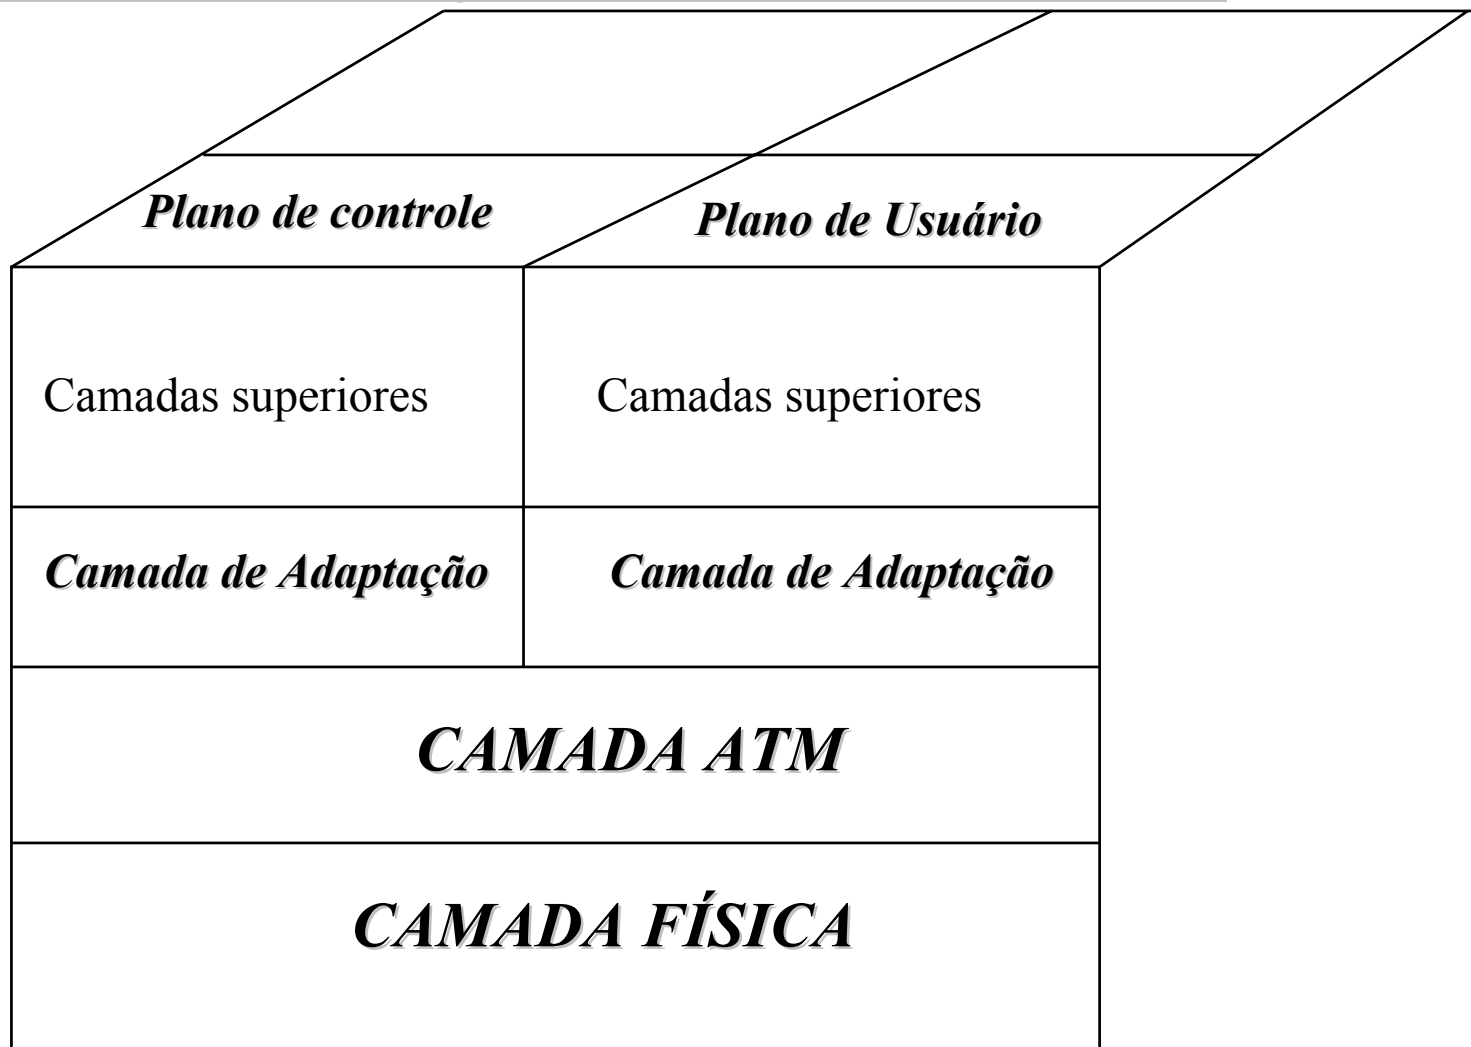 Plano de controle
Plano de Usuário
Camadas superiores
Camadas superiores
Camada de Adaptação
Camada de Adaptação
CAMADA ATM
CAMADA FÍSICA